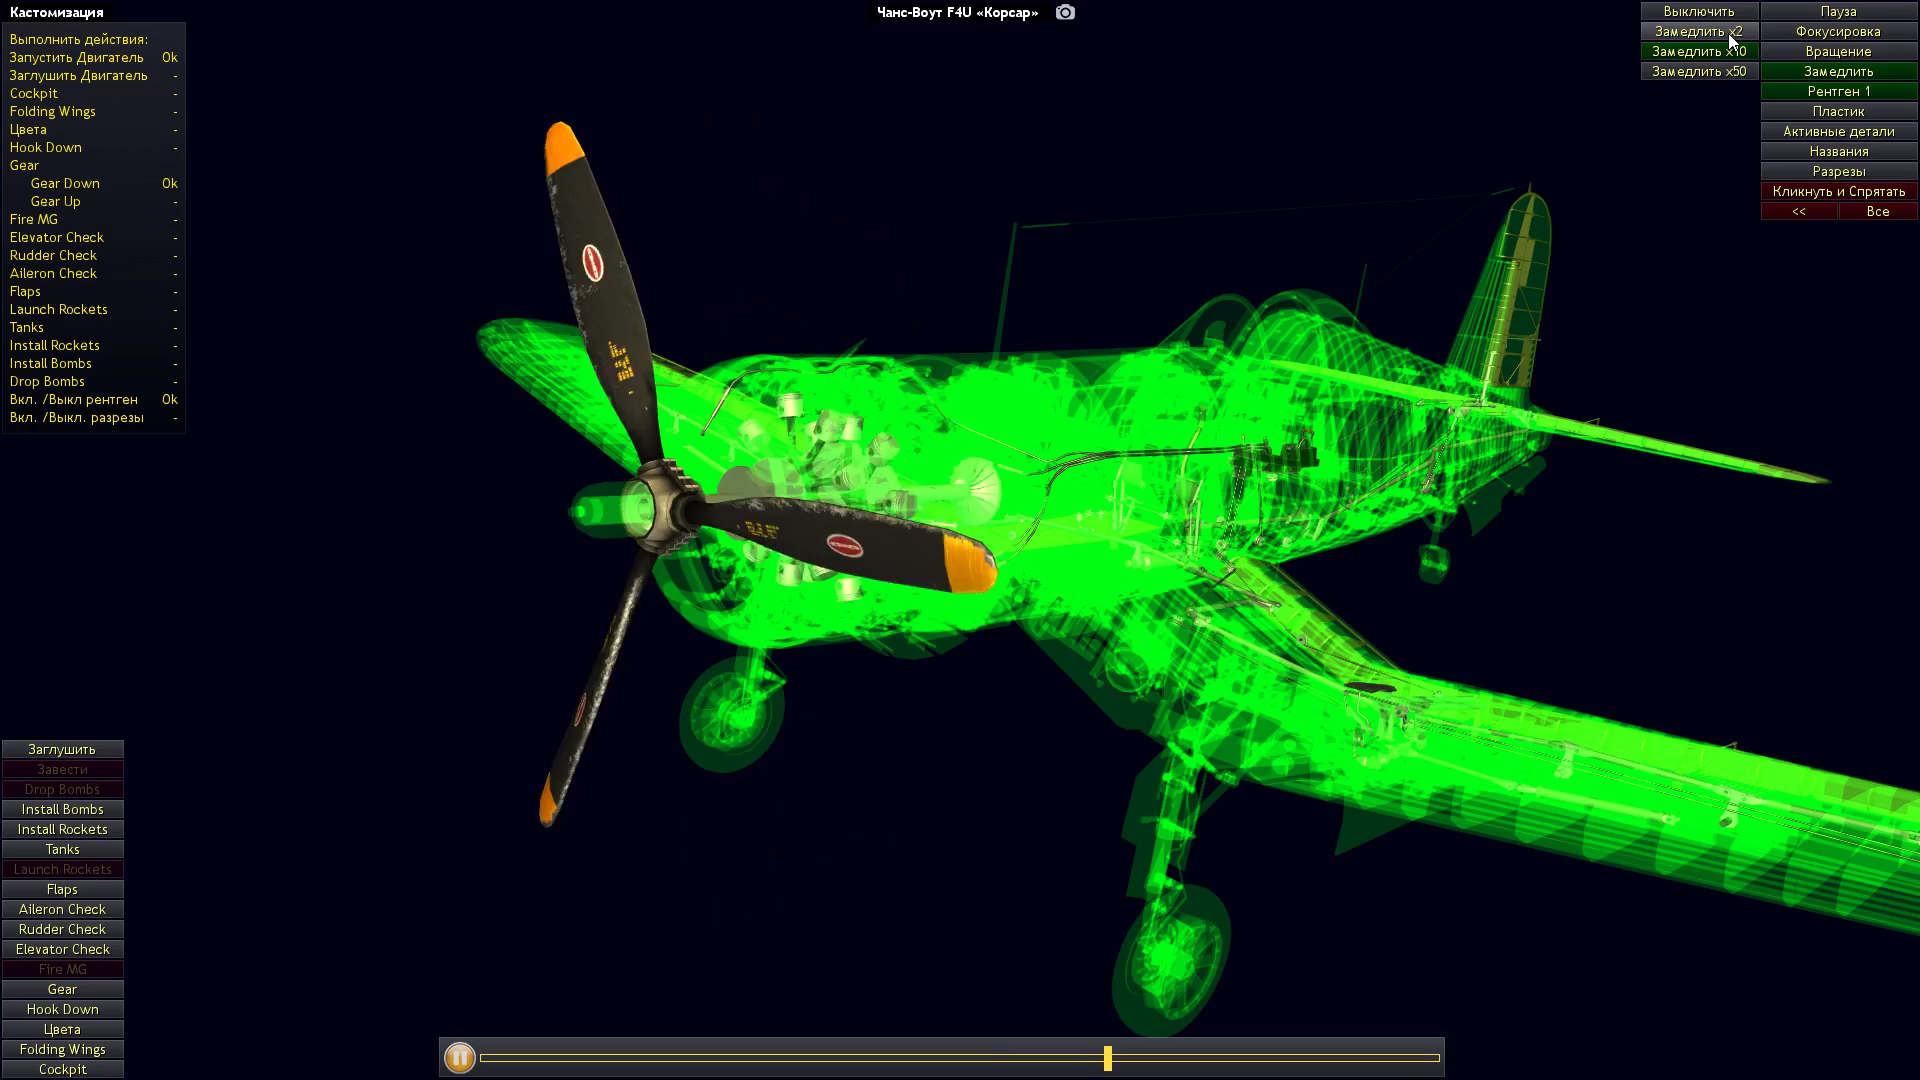 Кастомизация
Выполнить действия:
Запустить Двигатель Ok
Заглушить Двигатель -
Cockpit -
Folding Wings -
Цвета -
Hook Down -
Gear
Gear Down Ok
Gear Up -
Fire MG -
Elevator Check -
Rudder Check -
Aileron Check -
Flaps -
Launch Rockets -
Tanks -
Install Rockets -
Install Bombs -
Drop Bombs -
Вкл. /Выкл рентген Ok
Вкл. /Выкл. разрезы -
Чанс-Воут F4U «Корсар»
Выключить
Замедлить x2
Замедлить x10
Замедлить x50
Пауза
Фокусировка
Вращение
Замедлить
Рентген 1
Пластик
Активные детали
Названия
Разрезы
Кликнуть и Спрятать
<< Все
Заглушить
Завести
Drop Bombs
Install Bombs
Install Rockets
Tanks
Launch Rockets
Flaps
Aileron Check
Rudder Check
Elevator Check
Fire MG
Gear
Hook Down
Цвета
Folding Wings
Cockpit